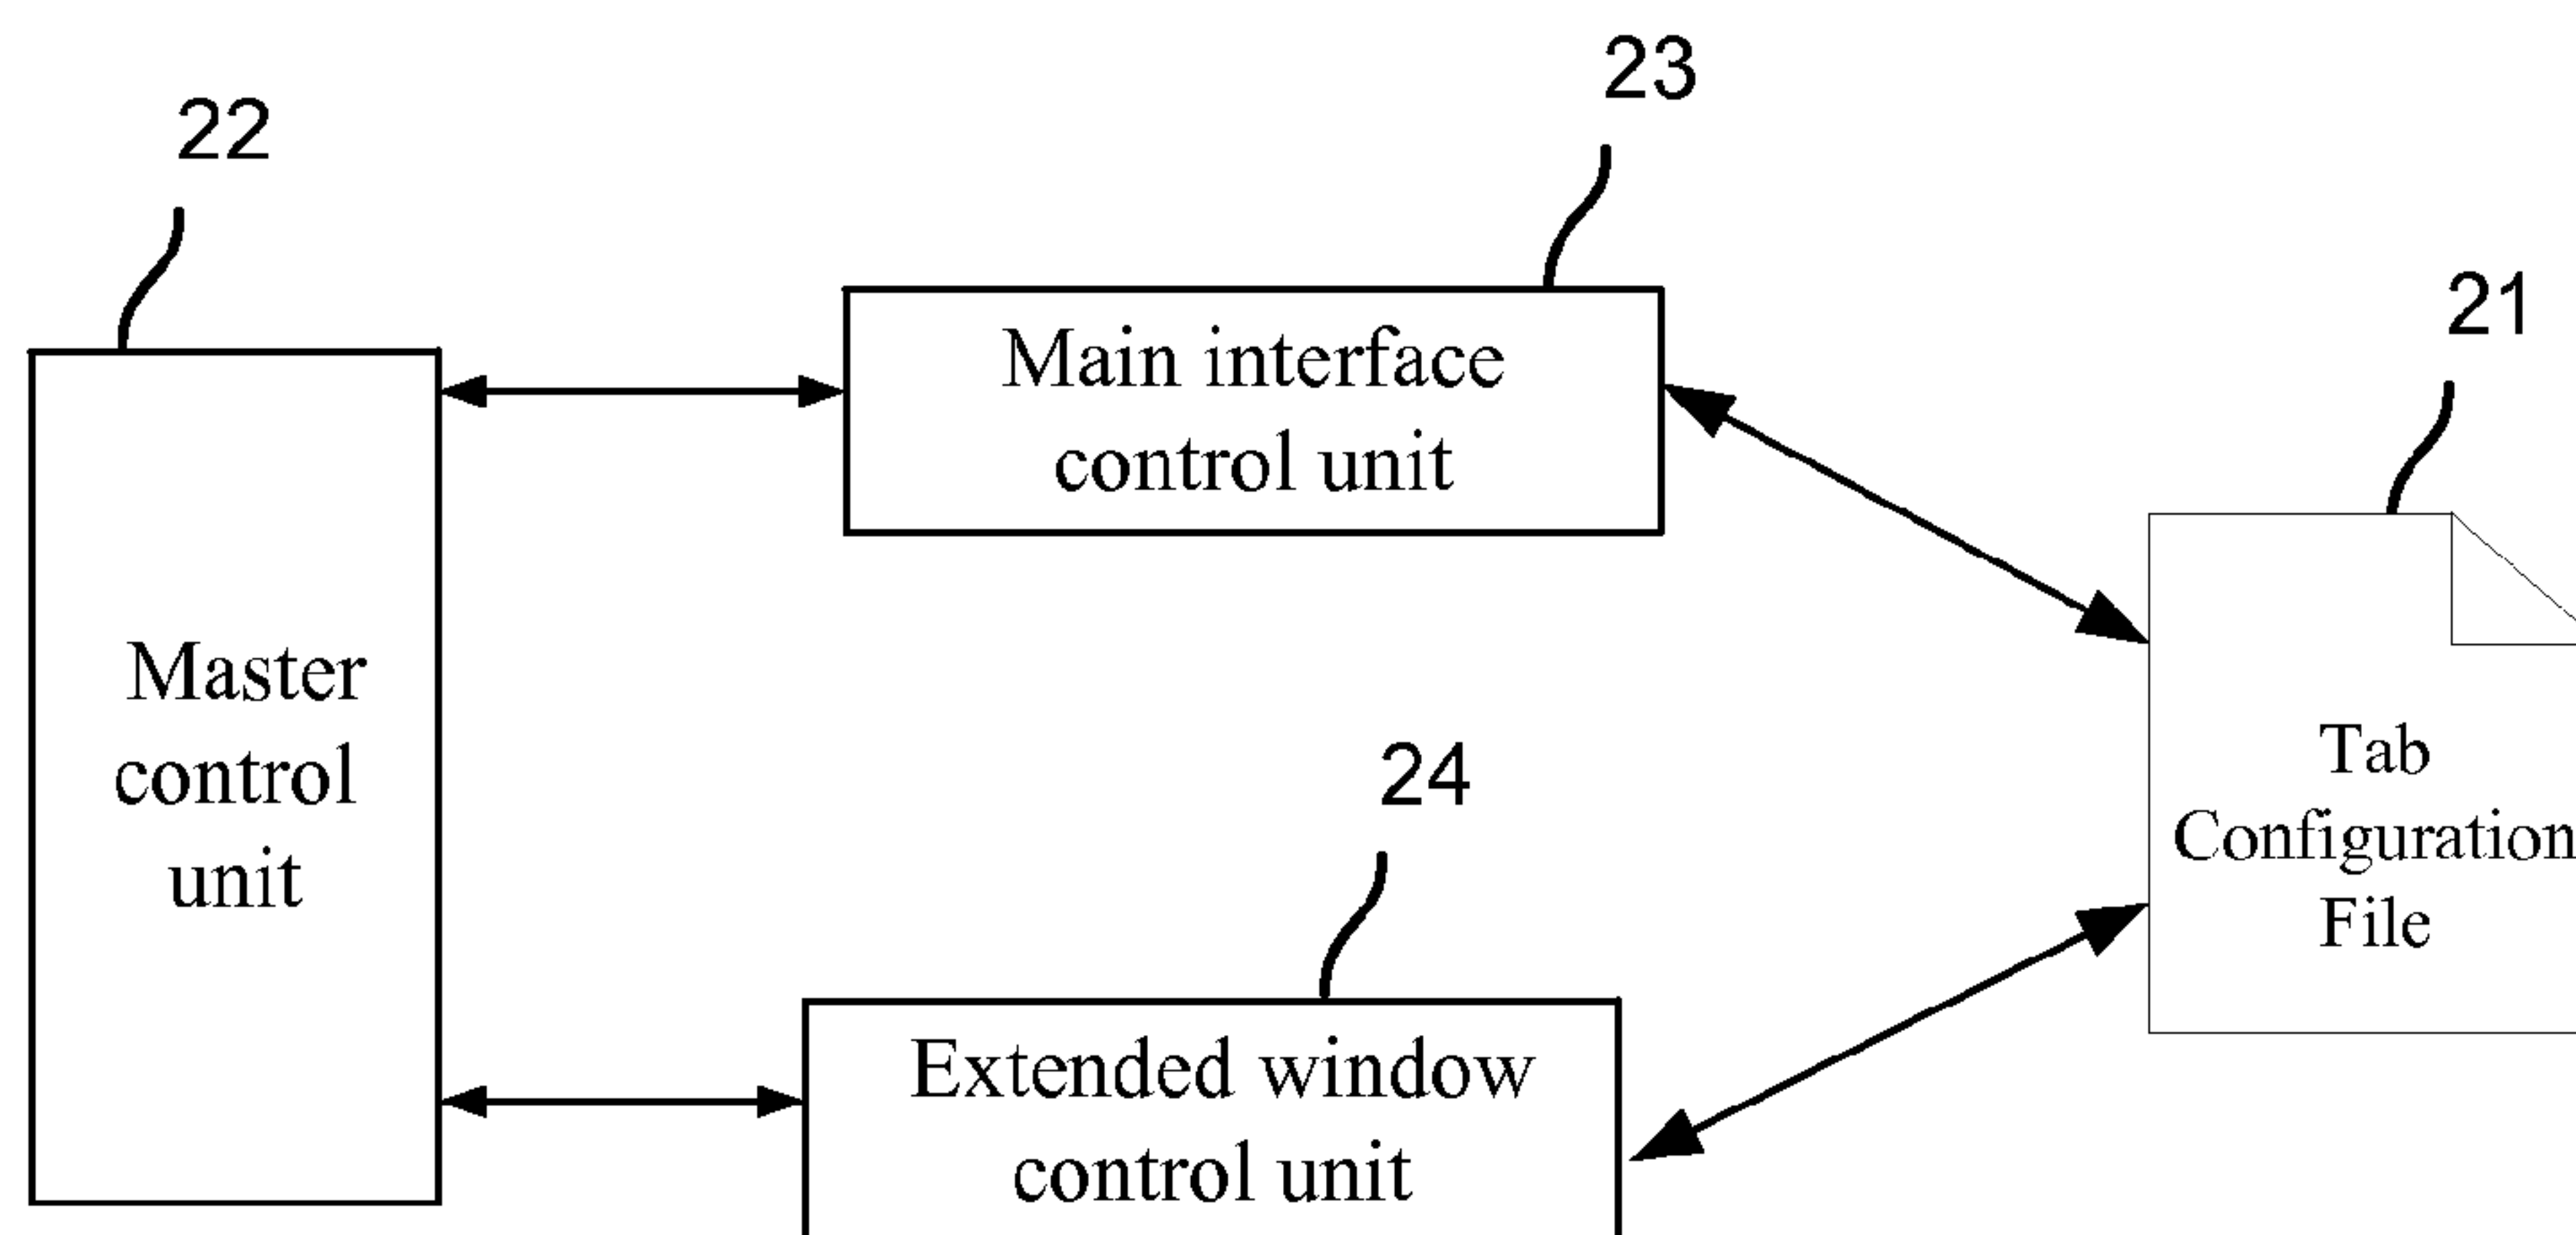 22
23
21
Main interface
control unit
Master
control
unit
Tab
Configuration
File
24
Extended window
control unit